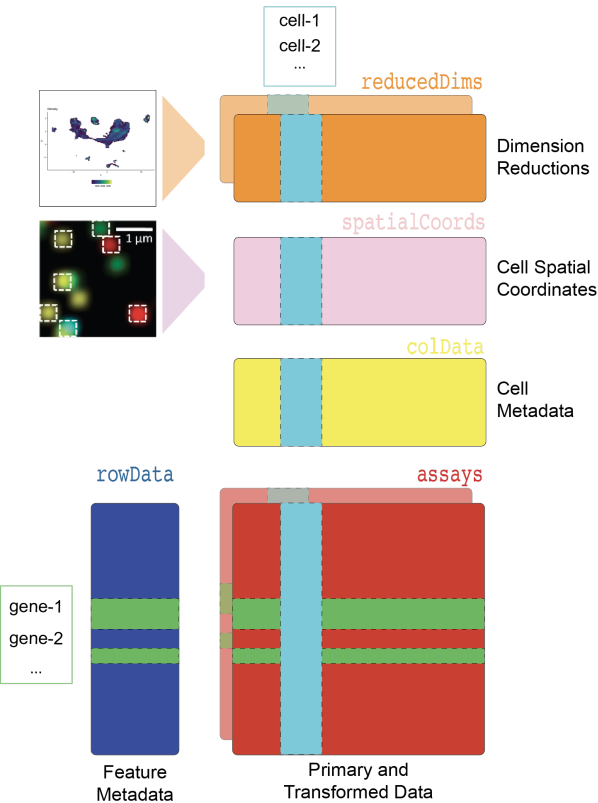 cell-1
cell-2
...
reducedDims
Dimension
Reductions
spatialCoords
1 μm
Cell Spatial
Coordinates
colData
Cell
Metadata
rowData
assays
gene-1
gene-2
...
Feature
Metadata
Primary and
Transformed Data